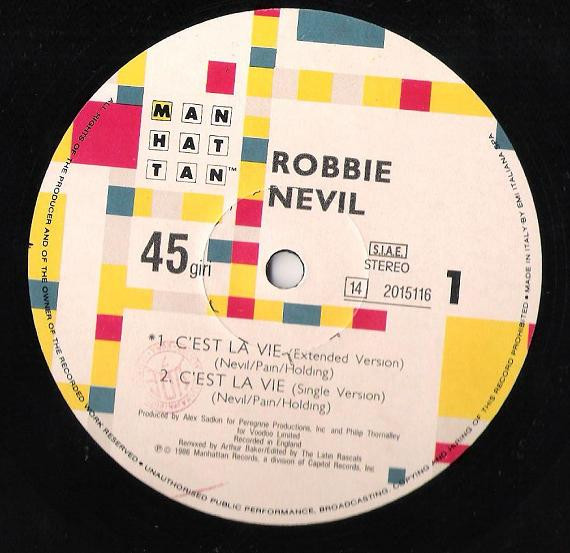 MAN
HAT
TAN™
ROBBIE
NEVIL
45 giri
S.I.A.E.
STEREO
14 2015116
1
*1. C'EST LA VIE (Extended Version)
(Nevil/Pain/Holding)
2. C'EST LA VIE (Single Version)
(Nevil/Pain/Holding)
Produced by Alex Sadkin for Peregrine Productions, Inc and Philip Thornalley
for Voodoo Limited
Recorded in England
Remixed by Arthur Baker/Edited by The Latin Rascals
℗ © 1986 Manhattan Records, a division of Capitol Records, Inc
ALL RIGHTS OF THE PRODUCER AND OF THE OWNER OF THE RECORDED WORK RESERVED • UNAUTHORISED PUBLIC PERFORMANCE, BROADCASTING, COPYING AND HIRING OF THIS RECORD PROHIBITED • MADE IN ITALY BY EMI ITALIANA SPA